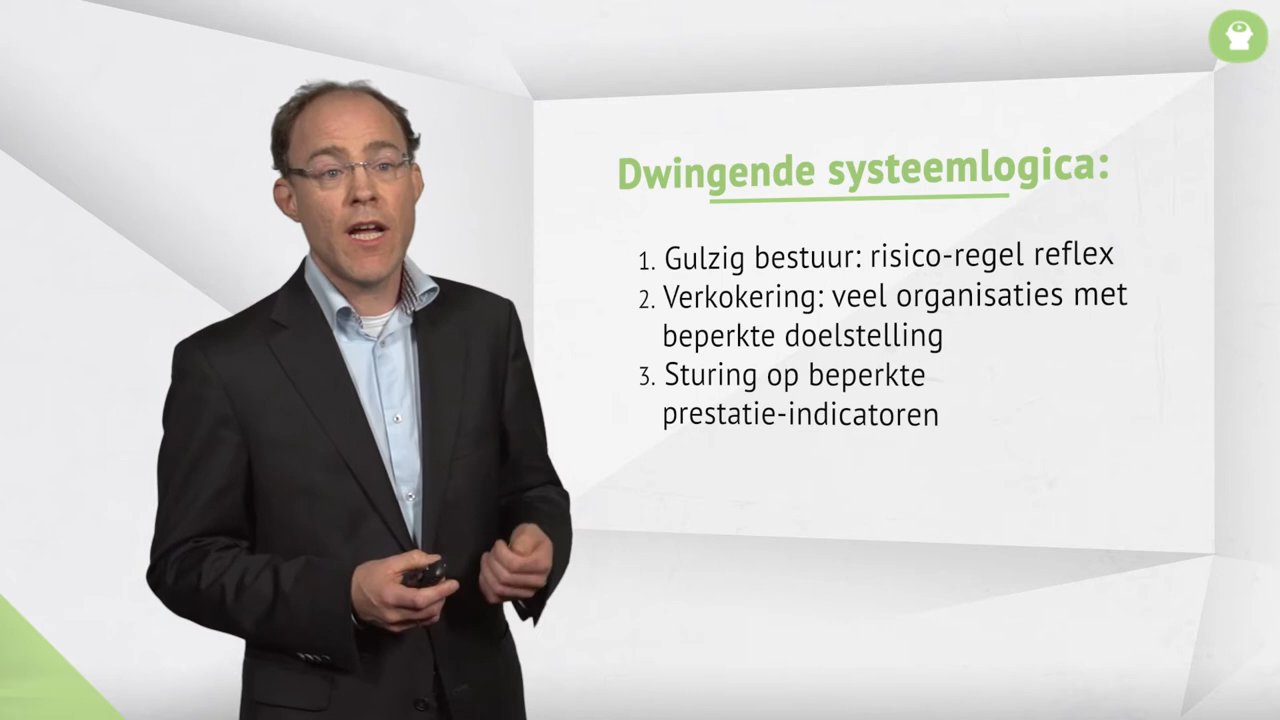 Dwingende systeemlogica:
1. Gulzig bestuur: risico-regel reflex
2. Verkokering: veel organisaties met
beperkte doelstelling
3. Sturing op beperkte
prestatie-indicatoren